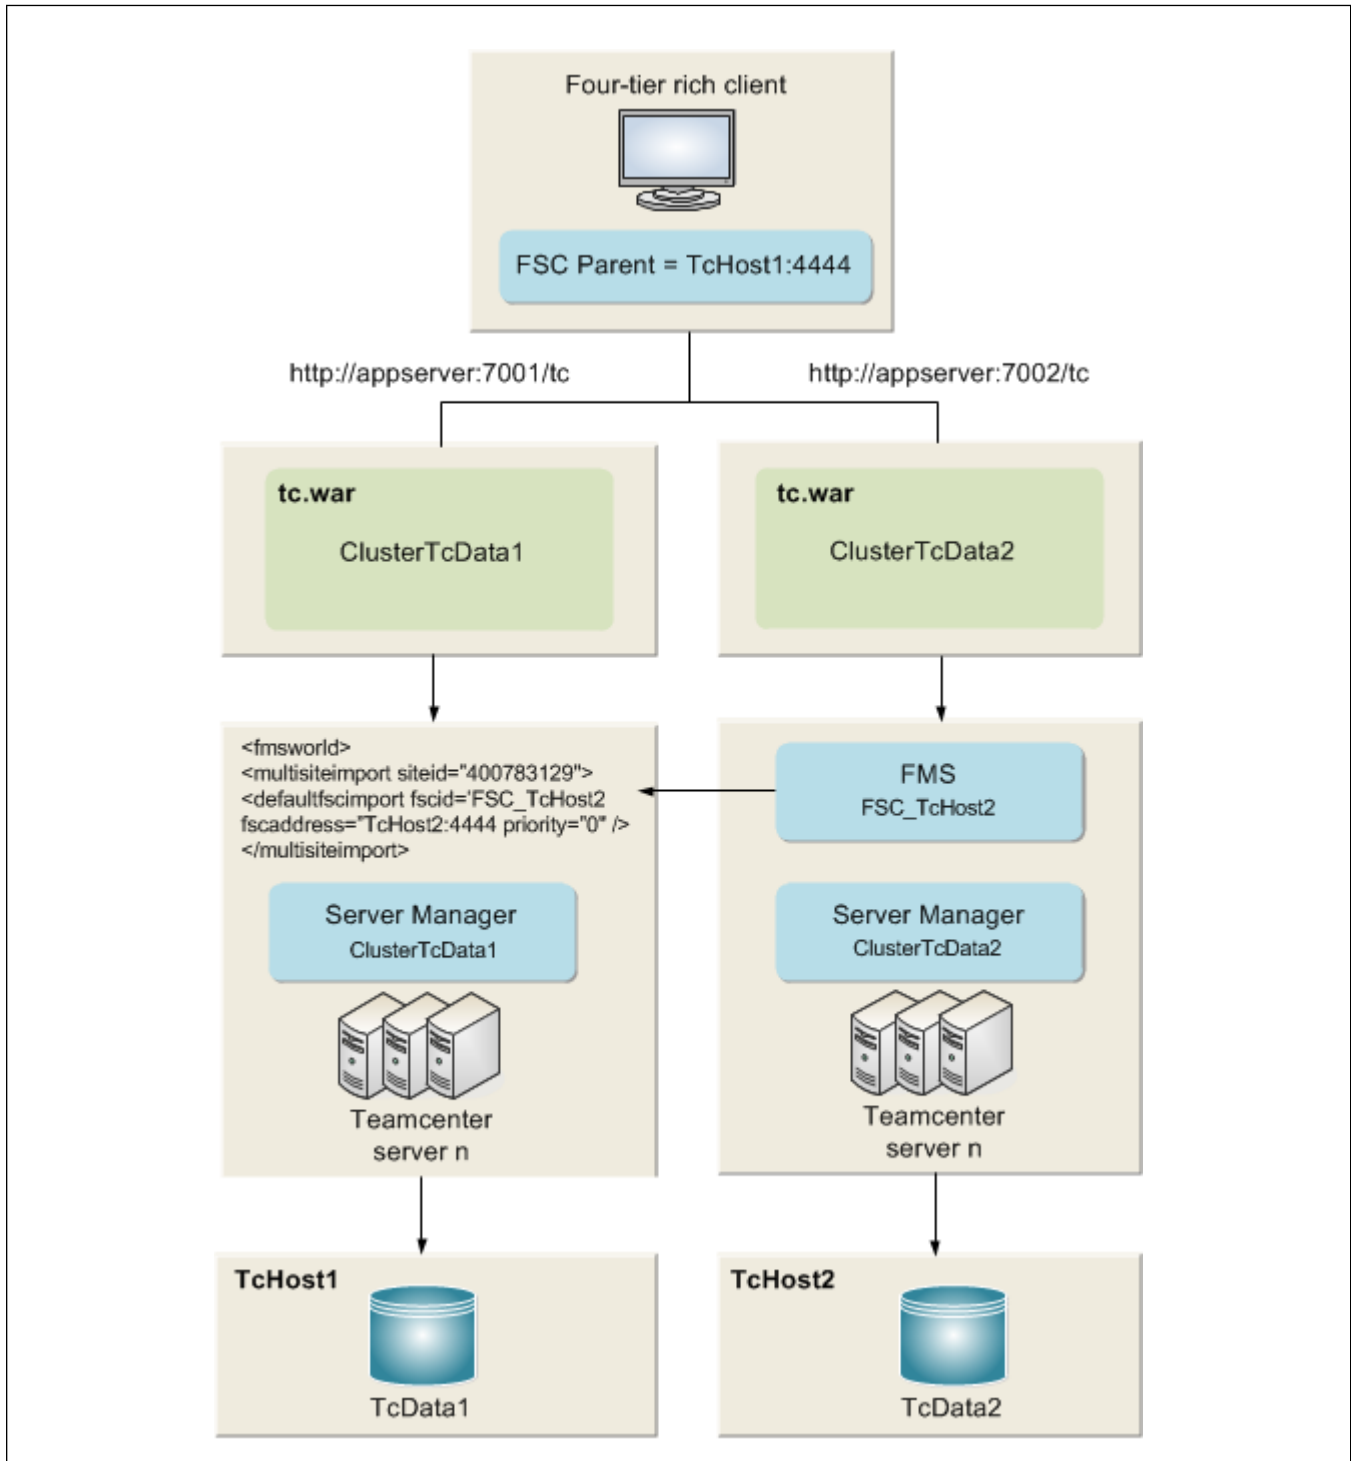 Four-tier rich client
FSC Parent = TcHost1:4444
http://appserver:7001/tc
http://appserver:7002/tc
tc.war
ClusterTcData1
tc.war
ClusterTcData2
<fmsworld>
<multisiteimport siteid="400783129">
<defaultfscimport fscid='FSC_TcHost2
fscaddress="TcHost2:4444 priority="0" />
</multisiteimport>
Server Manager
ClusterTcData1
Teamcenter
server n
FMS
FSC_TcHost2
Server Manager
ClusterTcData2
Teamcenter
server n
TcHost1
TcData1
TcHost2
TcData2